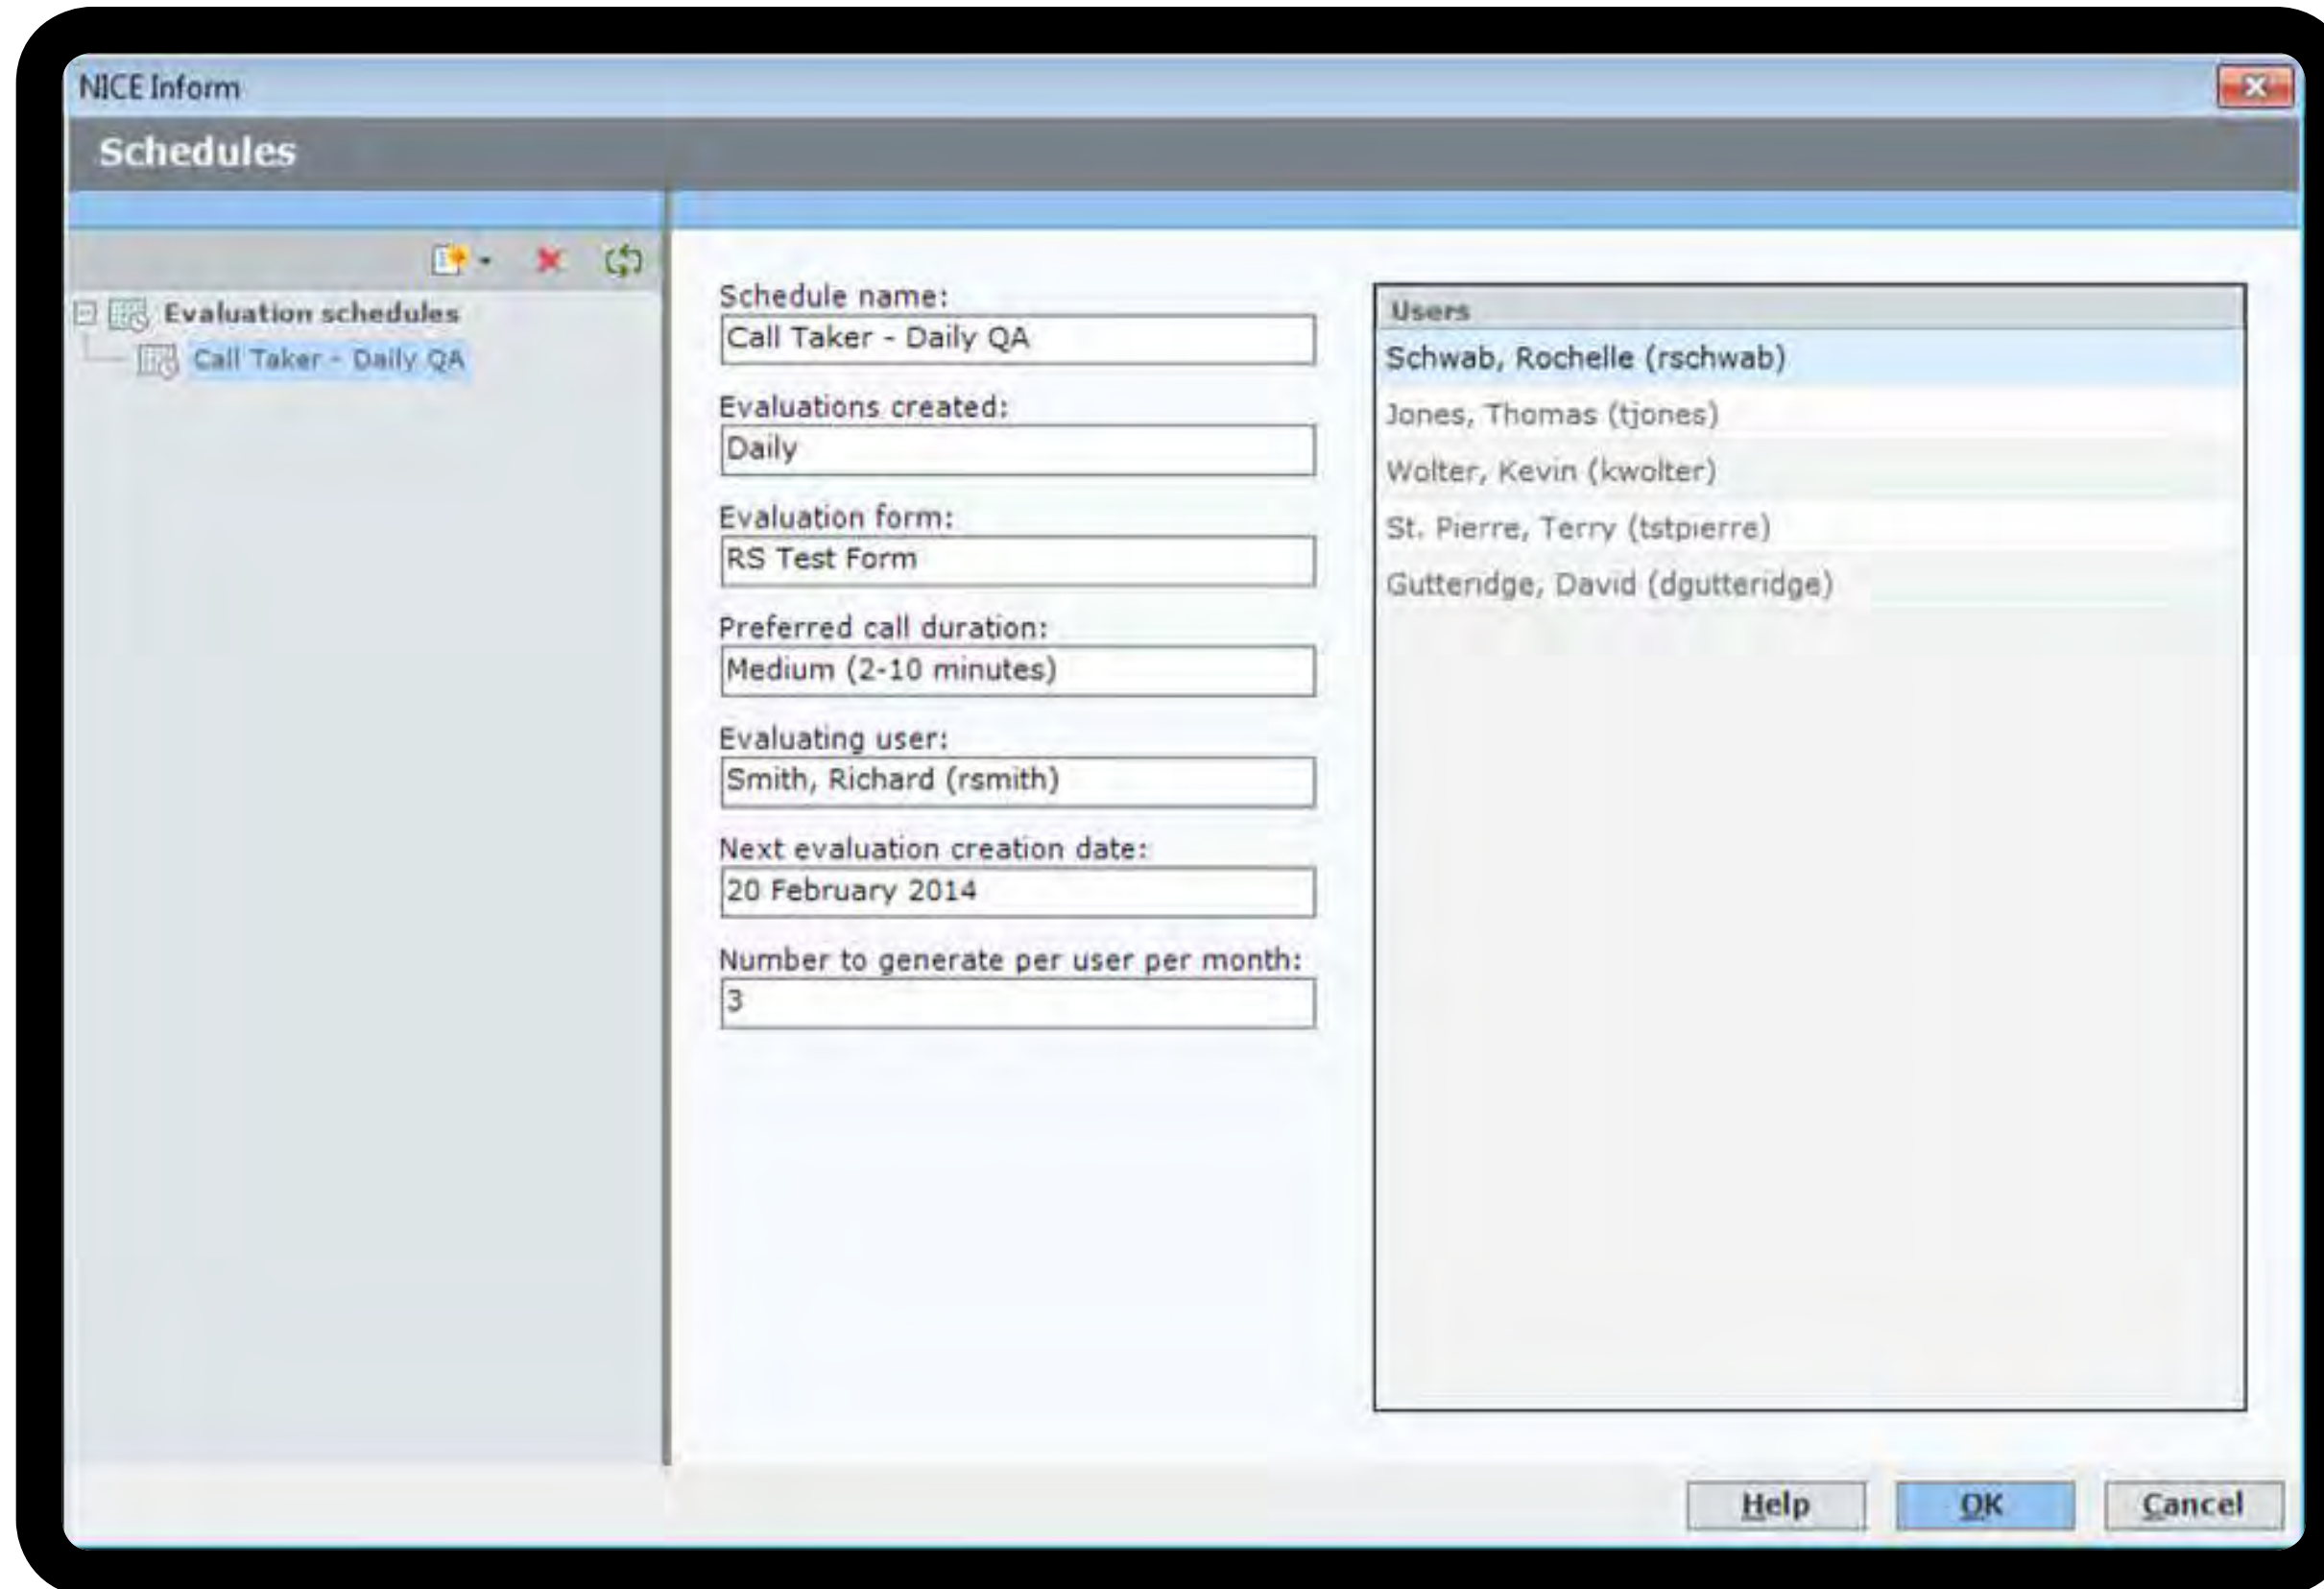 NICE Inform
Schedules
Evaluation schedules
Call Taker - Daily QA
Schedule name:
Call Taker - Daily QA
Evaluations created:
Daily
Evaluation form:
RS Test Form
Preferred call duration:
Medium (2-10 minutes)
Evaluating user:
Smith, Richard (rsmith)
Next evaluation creation date:
20 February 2014
Number to generate per user per month:
3
Users
Schwab, Rochelle (rschwab)
Jones, Thomas (tjones)
Wolter, Kevin (kwolter)
St. Pierre, Terry (tstpierre)
Gutteridge, David (dgutteridge)
Help
OK
Cancel